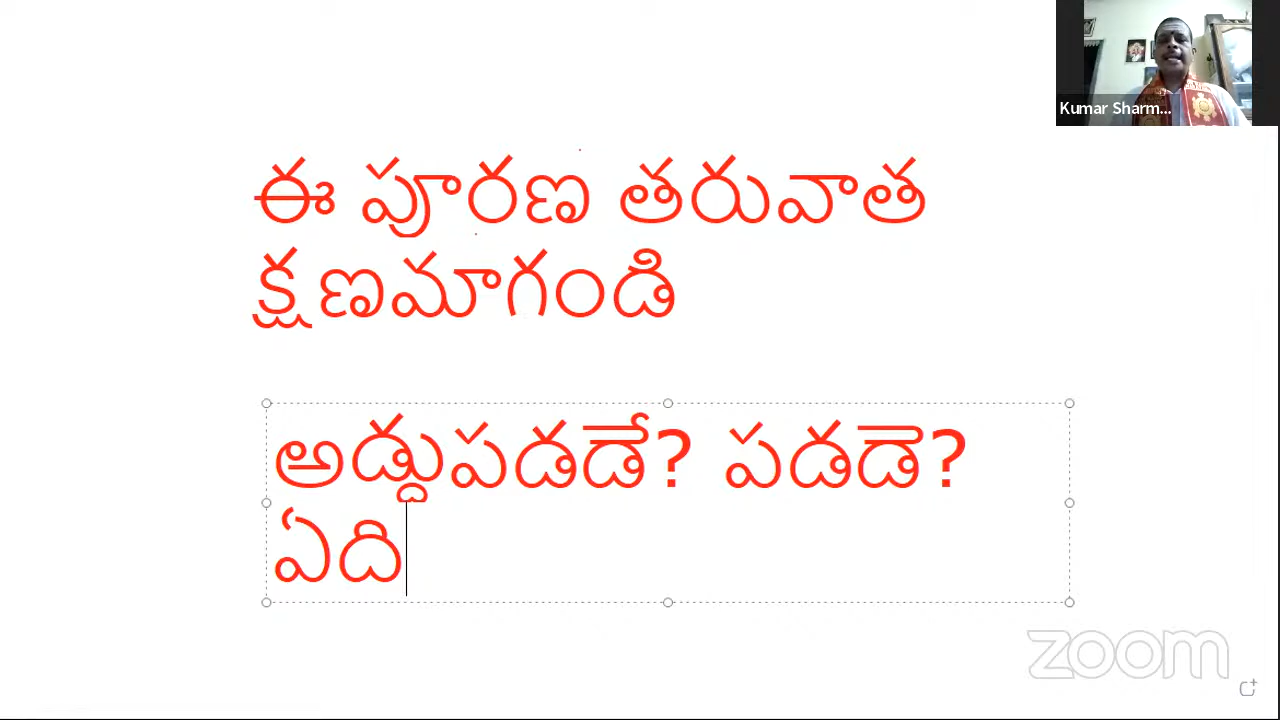 Kumar Sharm...
ఈ పూరణ తరువాత
క్షణమాగండి
అడ్డుపడడే? పడడె?
ఏది
zoom